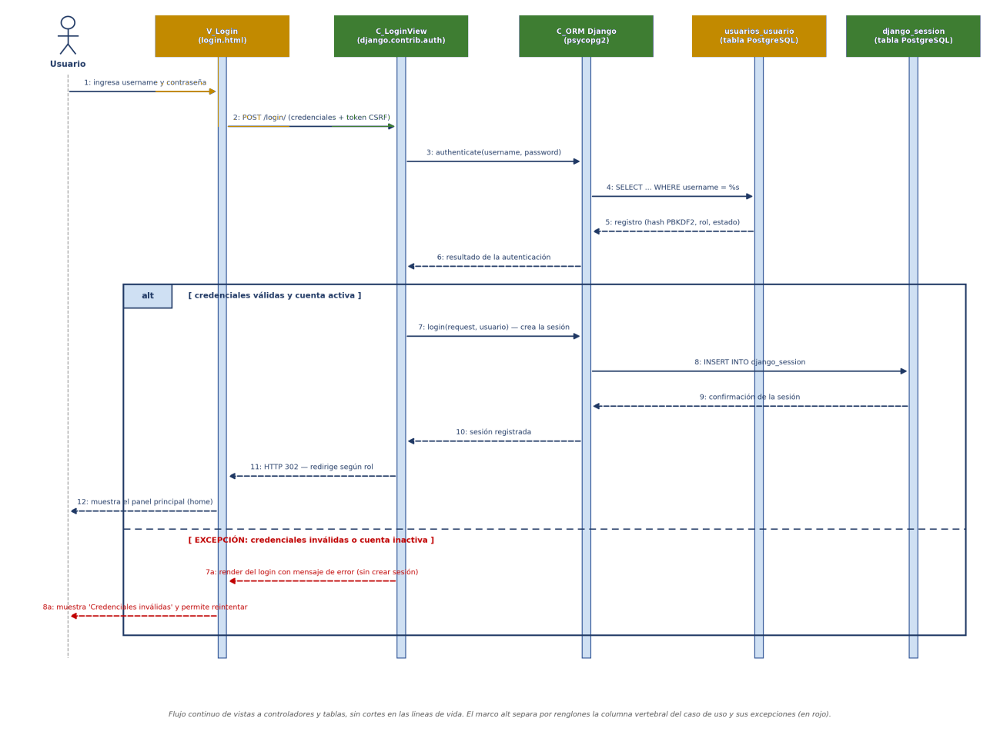 V_Login
(login.html)
C_LoginView
(django.contrib.auth)
C_ORM Django
(psycopg2)
usuarios_usuario
(tabla PostgreSQL)
django_session
(tabla PostgreSQL)
Usuario
1: ingresa username y contraseña
2: POST /login/ (credenciales + token CSRF)
3: authenticate(username, password)
4: SELECT ... WHERE username = %s
5: registro (hash PBKDF2, rol, estado)
6: resultado de la autenticación
alt
[ credenciales válidas y cuenta activa ]
7: login(request, usuario) — crea la sesión
8: INSERT INTO django_session
9: confirmación de la sesión
10: sesión registrada
11: HTTP 302 — redirige según rol
12: muestra el panel principal (home)
[ EXCEPCIÓN: credenciales inválidas o cuenta inactiva ]
7a: render del login con mensaje de error (sin crear sesión)
8a: muestra 'Credenciales inválidas' y permite reintentar
Flujo continuo de vistas a controladores y tablas, sin cortes en las líneas de vida. El marco alt separa por renglones la columna vertebral del caso de uso y sus excepciones (en rojo).